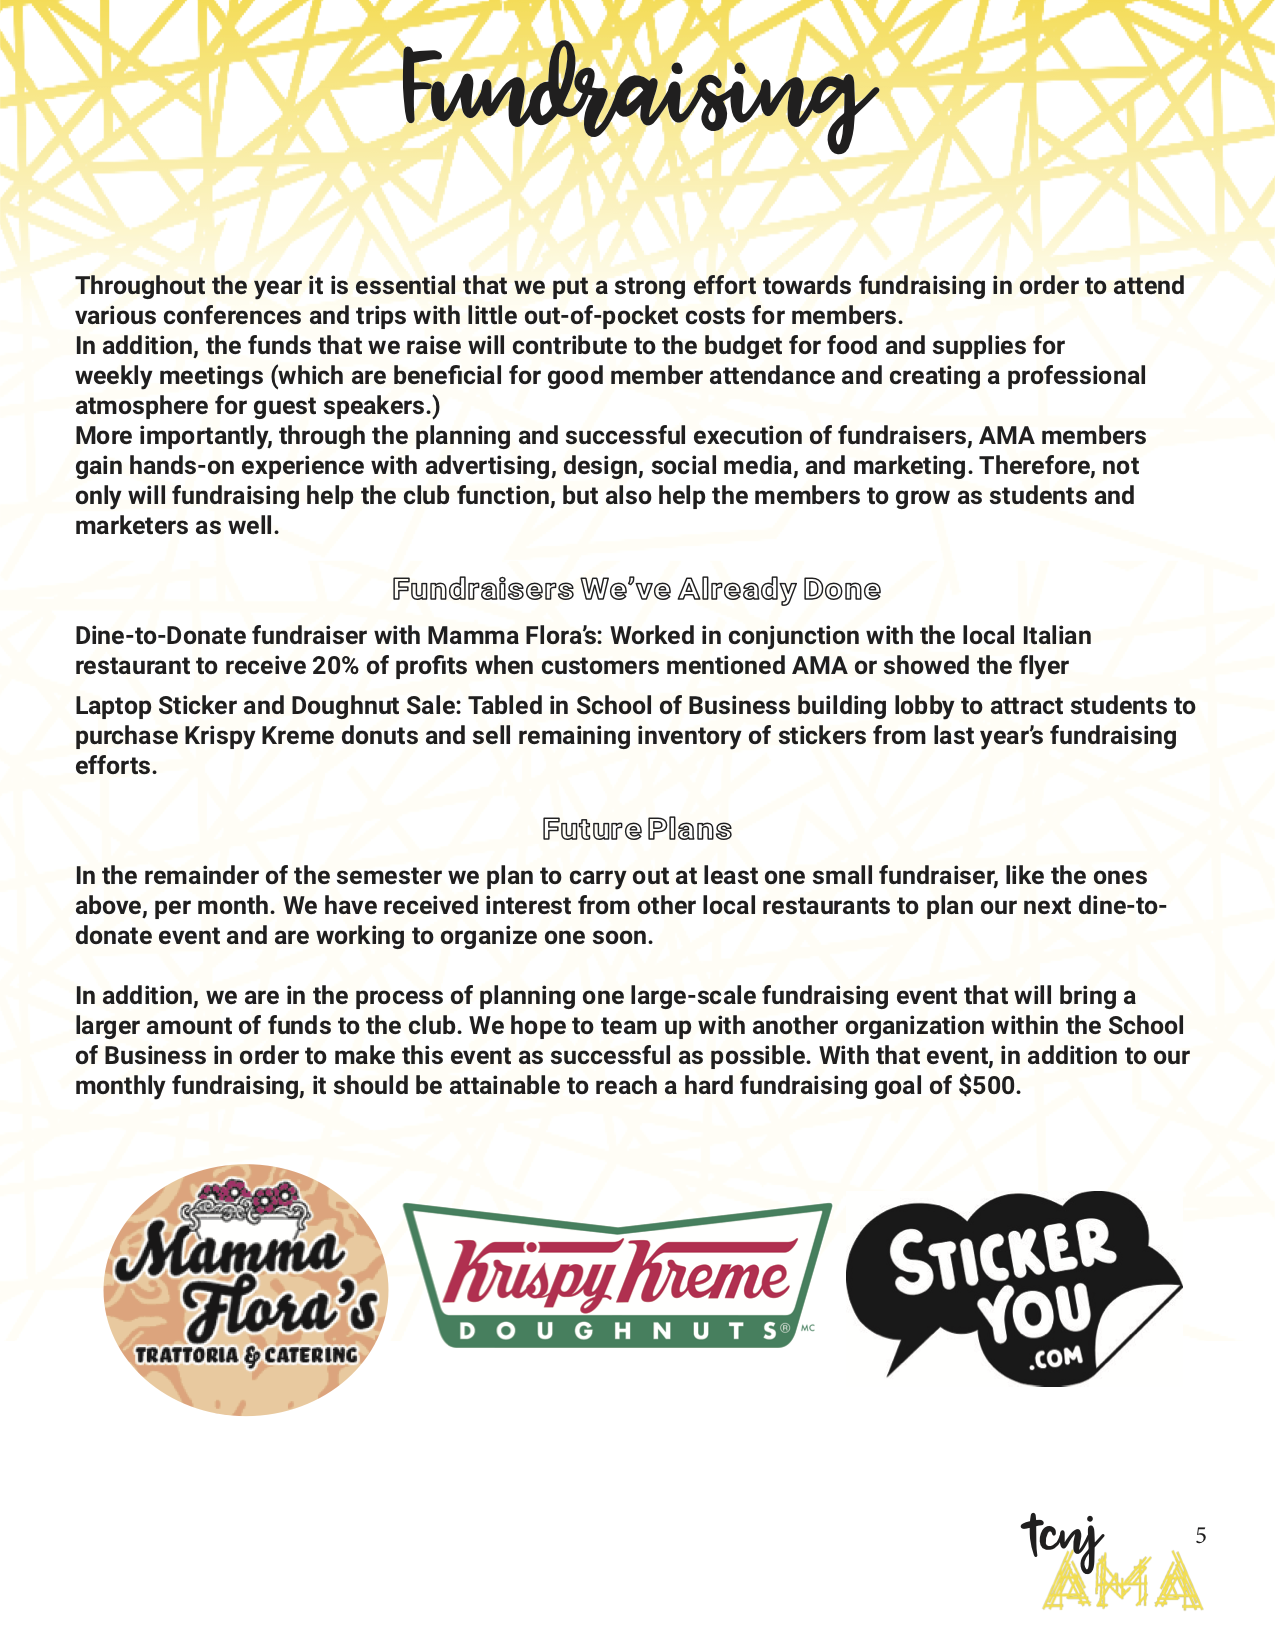 Fundraising
Throughout the year it is essential that we put a strong effort towards fundraising in order to attend
various conferences and trips with little out-of-pocket costs for members.
In addition, the funds that we raise will contribute to the budget for food and supplies for
weekly meetings (which are beneficial for good member attendance and creating a professional
atmosphere for guest speakers.)
More importantly, through the planning and successful execution of fundraisers, AMA members
gain hands-on experience with advertising, design, social media, and marketing. Therefore, not
only will fundraising help the club function, but also help the members to grow as students and
marketers as well.
Fundraisers We’ve Already Done
Dine-to-Donate fundraiser with Mamma Flora’s: Worked in conjunction with the local Italian
restaurant to receive 20% of profits when customers mentioned AMA or showed the flyer
Laptop Sticker and Doughnut Sale: Tabled in School of Business building lobby to attract students to
purchase Krispy Kreme donuts and sell remaining inventory of stickers from last year’s fundraising
efforts.
Future Plans
In the remainder of the semester we plan to carry out at least one small fundraiser, like the ones
above, per month. We have received interest from other local restaurants to plan our next dine-to-
donate event and are working to organize one soon.
In addition, we are in the process of planning one large-scale fundraising event that will bring a
larger amount of funds to the club. We hope to team up with another organization within the School
of Business in order to make this event as successful as possible. With that event, in addition to our
monthly fundraising, it should be attainable to reach a hard fundraising goal of $500.
Mamma
Flora’s
TRATTORIA & CATERING
Krispy Kreme
DOUGHNUTS® MC
STICKER
YOU
.COM
tcnj
AMA
5